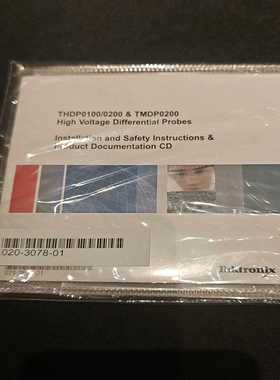 THDP0100/0200 & TMDP0200
High Voltage Differential Probes
Installation and Safety Instructions &
Product Documentation CD
020-3078-01
Tektronix